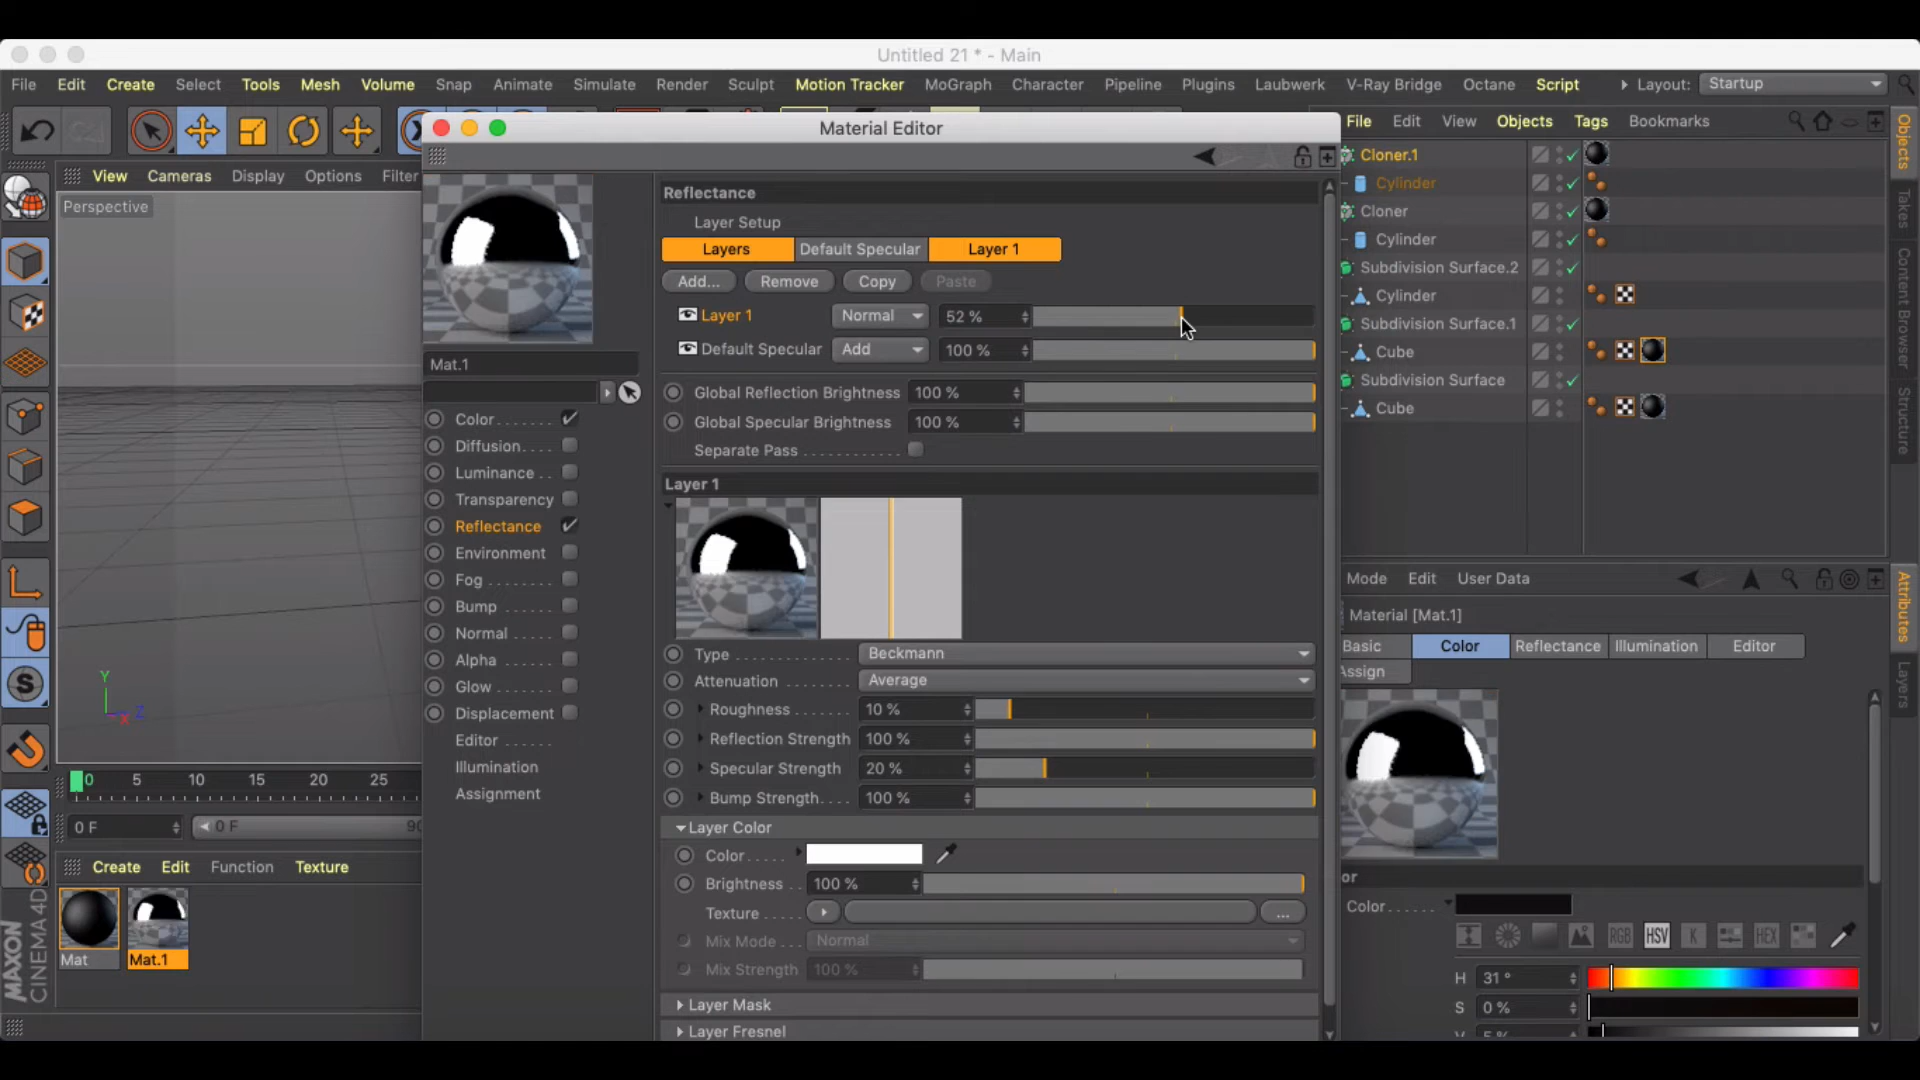 Untitled 21 * - Main
File Edit Create Select Tools Mesh Volume Snap Animate Simulate Render Sculpt Motion Tracker MoGraph Character Pipeline Plugins Laubwerk V-Ray Bridge Octane Script Layout: Startup
Material Editor
File Edit View Objects Tags Bookmarks
View Cameras Display Options Filter
Perspective
Reflectance
Layer Setup
Layers Default Specular Layer 1
Add... Remove Copy Paste
Layer 1 Normal 52 %
Default Specular Add 100 %
Global Reflection Brightness 100 %
Global Specular Brightness 100 %
Separate Pass
Mat.1
Color
Diffusion
Luminance
Transparency
Reflectance
Environment
Fog
Bump
Normal
Alpha
Glow
Displacement
Editor
Illumination
Assignment
Layer 1
Type Beckmann
Attenuation Average
Roughness 10 %
Reflection Strength 100 %
Specular Strength 20 %
Bump Strength 100 %
Layer Color
Color
Brightness 100 %
Texture ...
Mix Mode Normal
Mix Strength 100 %
Layer Mask
Layer Fresnel
Cloner.1
Cylinder
Cloner
Cylinder
Subdivision Surface.2
Cylinder
Subdivision Surface.1
Cube
Subdivision Surface
Cube
Objects
Takes
Content Browser
Structure
Mode Edit User Data
Material [Mat.1]
Basic Color Reflectance Illumination Editor
Assign
or
Color
RGB HSV K HEX
H 31 °
S 0 %
V 5 %
Attributes
Layers
Y
X Z
0 5 10 15 20 25
0 F 0 F 90
Create Edit Function Texture
Mat Mat.1
MAXON
CINEMA 4D